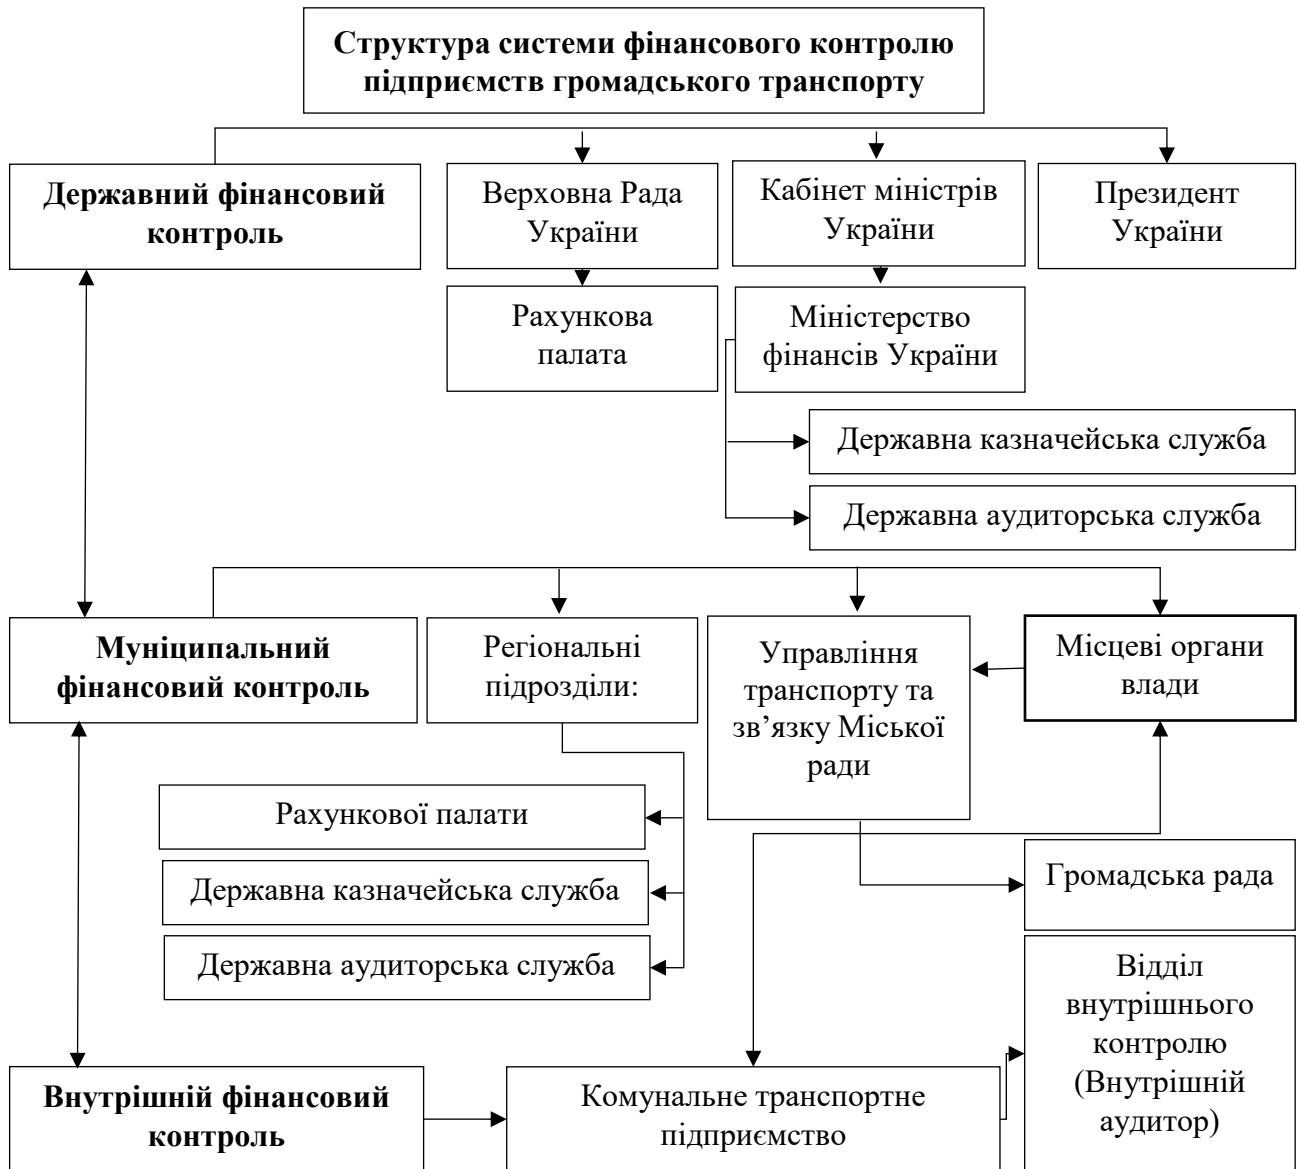 Структура системи фінансового контролю
підприємств громадського транспорту
Державний фінансовий
контроль
Верховна Рада
України
Кабінет міністрів
України
Президент
України
Рахункова
палата
Міністерство
фінансів України
Державна казначейська служба
Державна аудиторська служба
Муніципальний
фінансовий контроль
Регіональні
підрозділи:
Управління
транспорту та
зв’язку Міської
ради
Місцеві органи
влади
Рахункової палати
Державна казначейська служба
Державна аудиторська служба
Громадська рада
Відділ
внутрішнього
контролю
(Внутрішній
аудитор)
Внутрішній фінансовий
контроль
Комунальне транспортне
підприємство